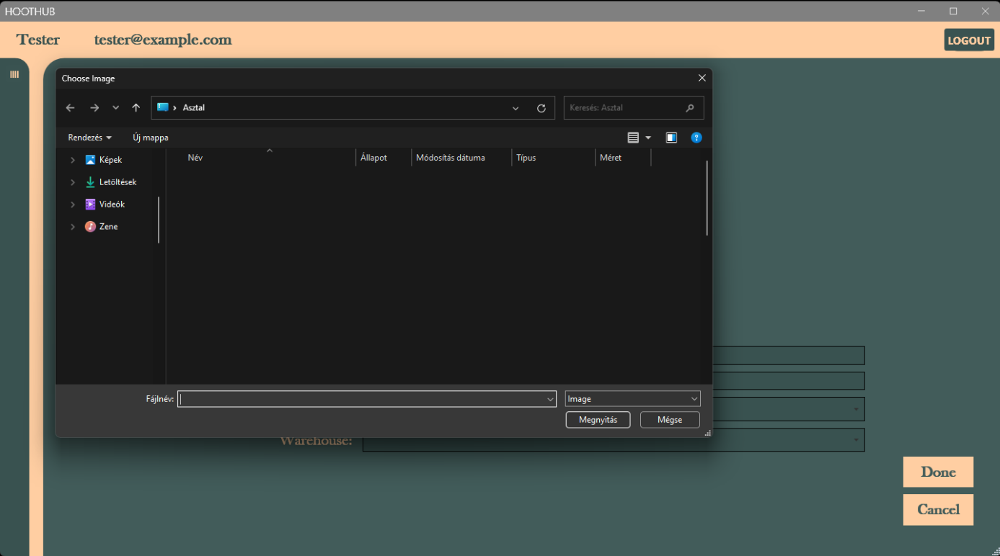 HOOTHUB
Tester tester@example.com LOGOUT
Choose Image
Asztal Keresés: Asztal
Rendezés Új mappa
Név Állapot Módosítás dátuma Típus Méret
Képek
Letöltések
Videók
Zene
Fájlnév: Image
Megnyitás Mégse
Warehouse:
Done
Cancel